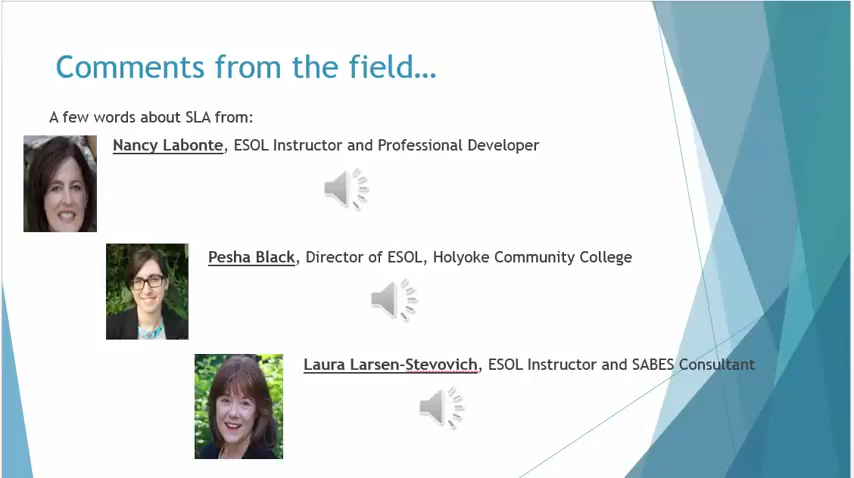 Comments from the field…
A few words about SLA from:
Nancy Labonte, ESOL Instructor and Professional Developer
Pesha Black, Director of ESOL, Holyoke Community College
Laura Larsen-Stevovich, ESOL Instructor and SABES Consultant